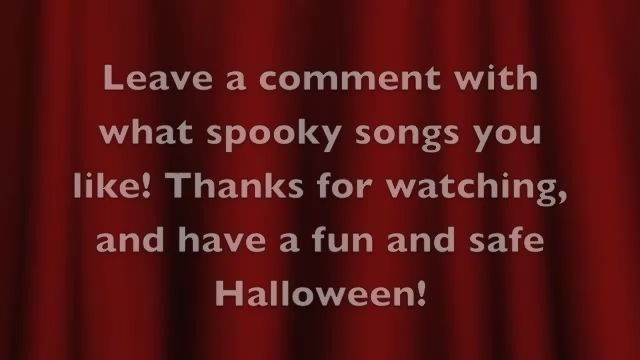 Leave a comment with
what spooky songs you
like! Thanks for watching,
and have a fun and safe
Halloween!